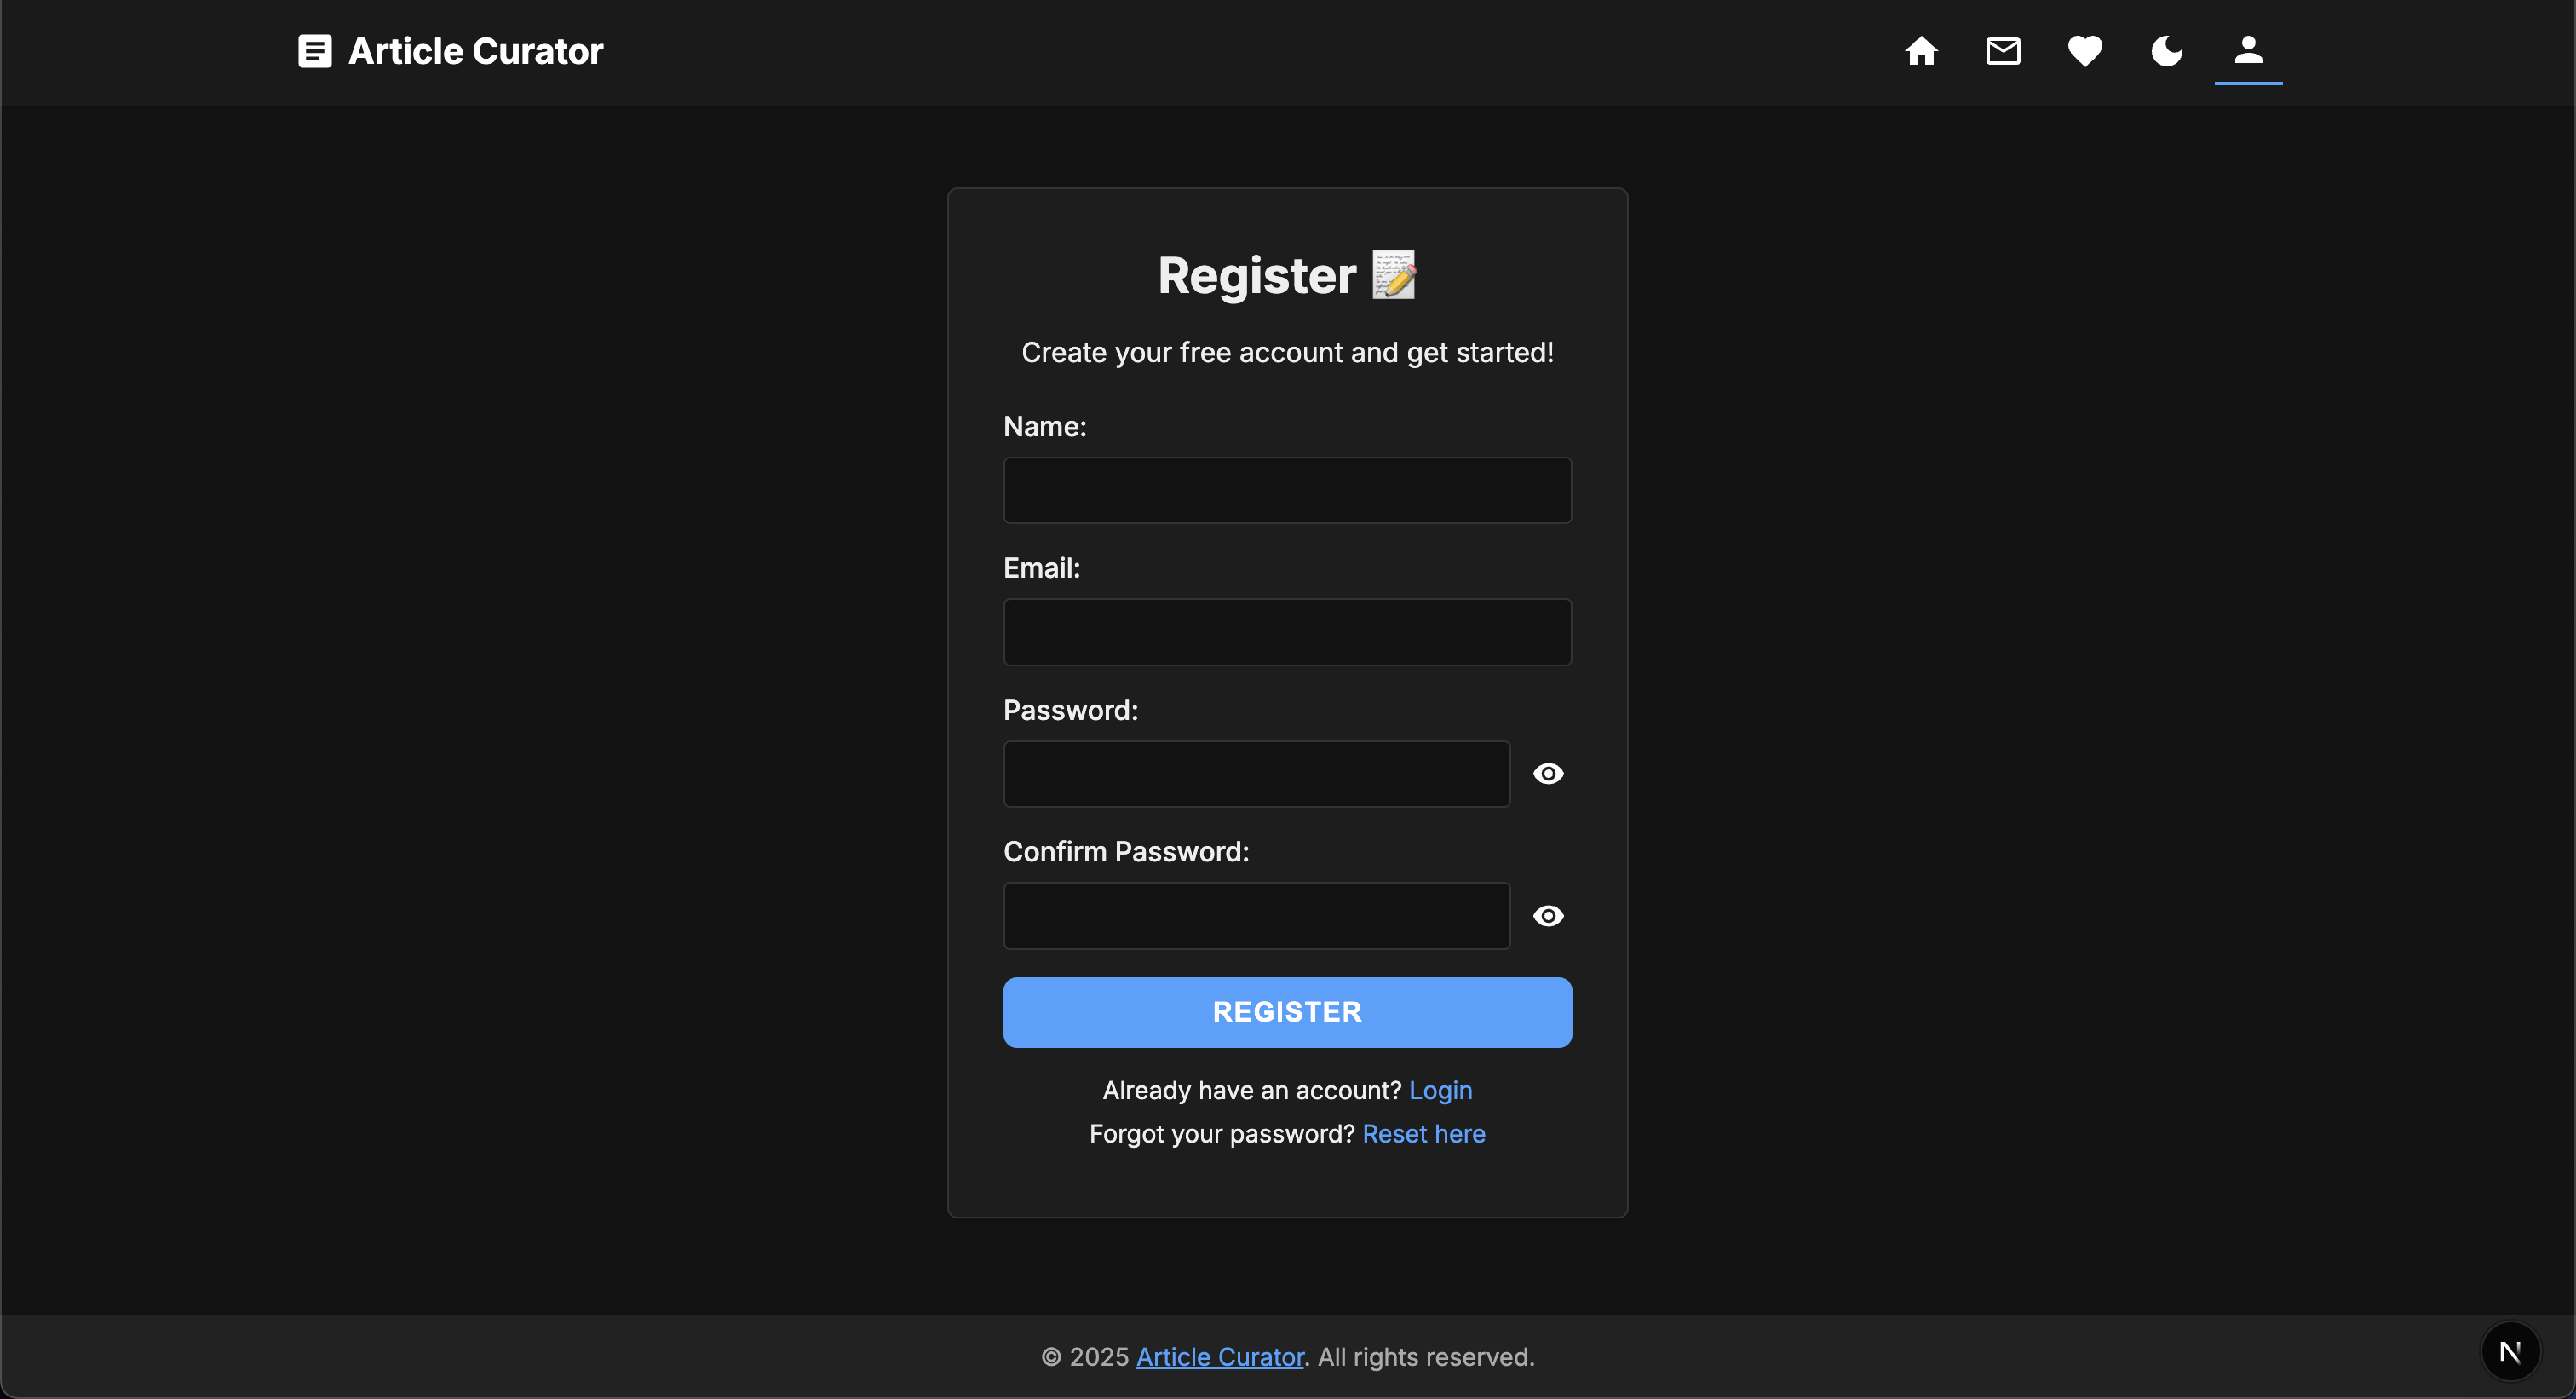 Article Curator
Register 📝
Create your free account and get started!
Name:
Email:
Password:
Confirm Password:
REGISTER
Already have an account? Login
Forgot your password? Reset here
© 2025 Article Curator. All rights reserved.
N